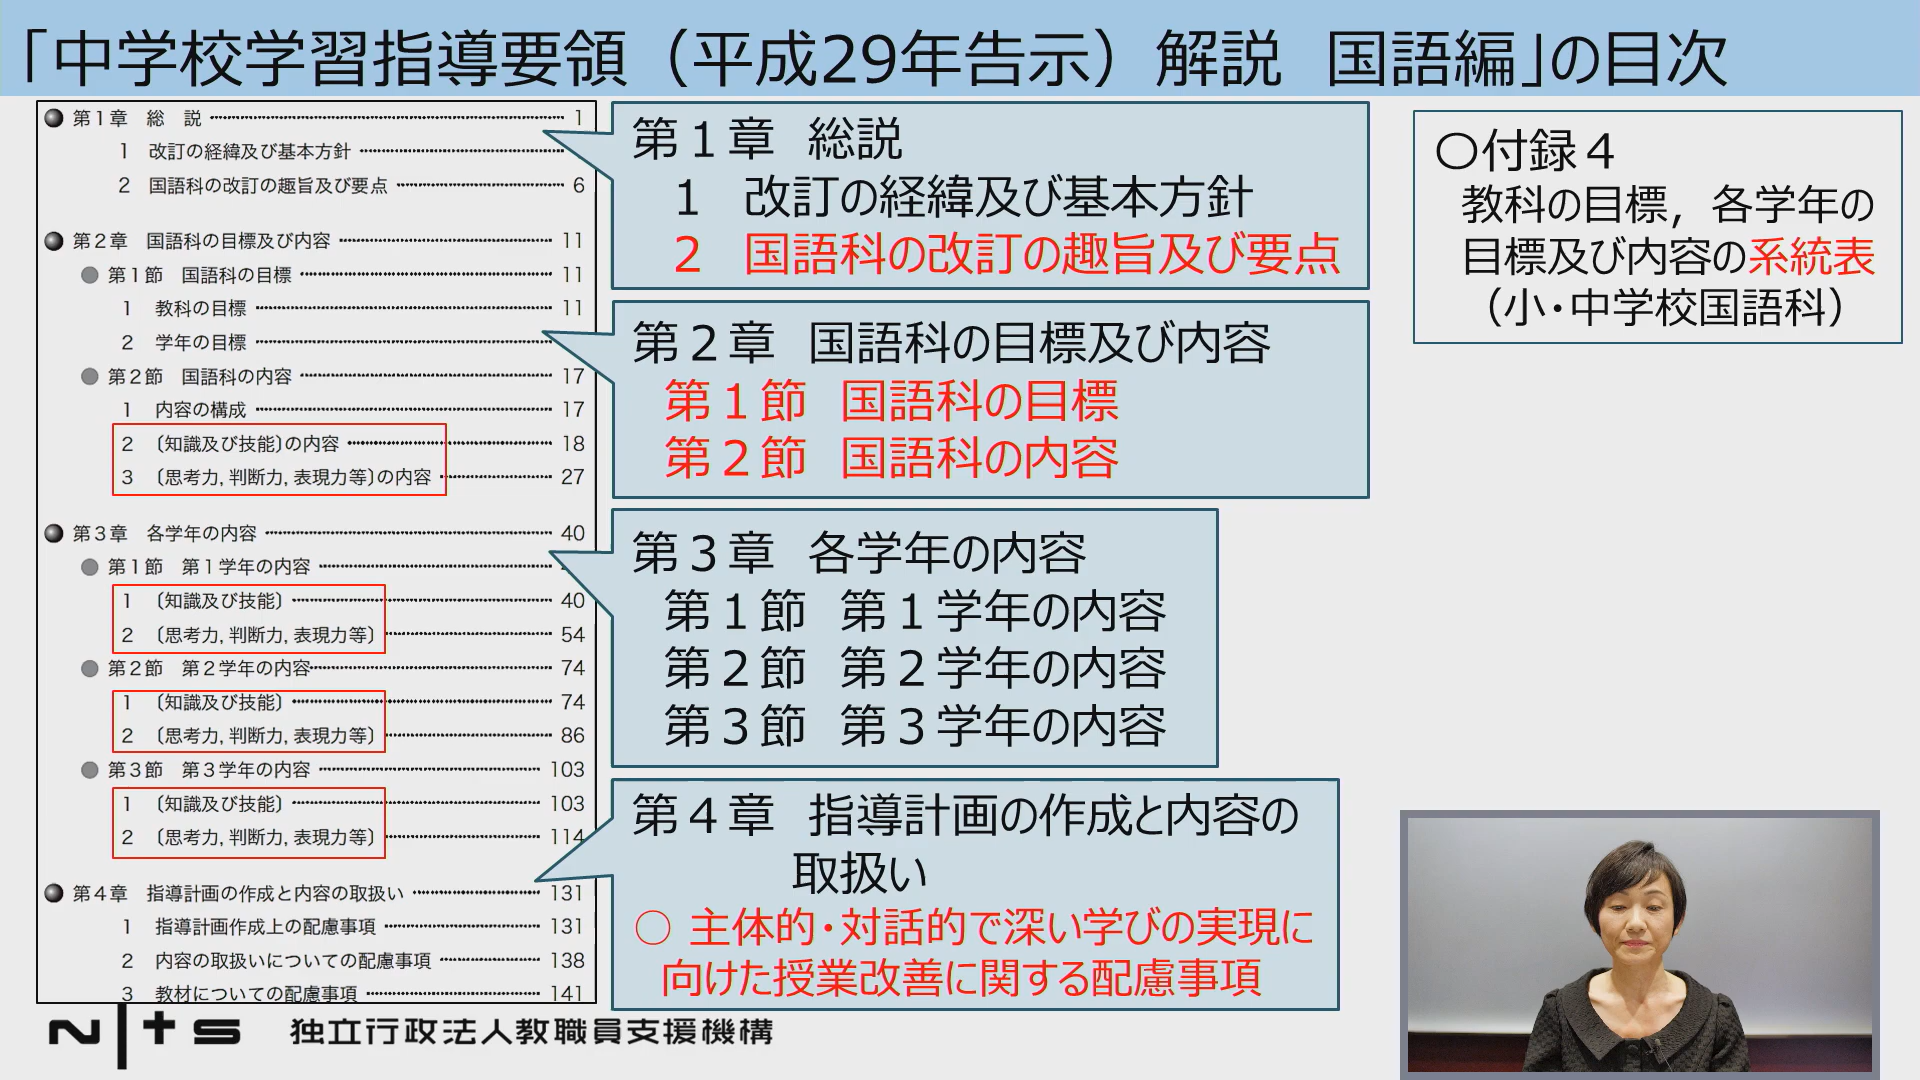 「中学校学習指導要領（平成29年告示）解説　国語編」の目次
第１章　総　説 1
1　改訂の経緯及び基本方針
2　国語科の改訂の趣旨及び要点 6
第２章　国語科の目標及び内容 11
第１節　国語科の目標 11
1　教科の目標 11
2　学年の目標
第２節　国語科の内容 17
1　内容の構成 17
2　〔知識及び技能〕の内容 18
3　〔思考力，判断力，表現力等〕の内容 27
第３章　各学年の内容 40
第１節　第１学年の内容
1　〔知識及び技能〕 40
2　〔思考力，判断力，表現力等〕 54
第２節　第２学年の内容 74
1　〔知識及び技能〕 74
2　〔思考力，判断力，表現力等〕 86
第３節　第３学年の内容 103
1　〔知識及び技能〕 103
2　〔思考力，判断力，表現力等〕 114
第４章　指導計画の作成と内容の取扱い 131
1　指導計画作成上の配慮事項 131
2　内容の取扱いについての配慮事項 138
3　教材についての配慮事項 141
第１章　総説
１　改訂の経緯及び基本方針
２　国語科の改訂の趣旨及び要点
第２章　国語科の目標及び内容
第１節　国語科の目標
第２節　国語科の内容
第３章　各学年の内容
第１節　第１学年の内容
第２節　第２学年の内容
第３節　第３学年の内容
第４章　指導計画の作成と内容の
取扱い
○ 主体的・対話的で深い学びの実現に
向けた授業改善に関する配慮事項
○付録４
教科の目標，各学年の
目標及び内容の系統表
（小・中学校国語科）
NITS　独立行政法人教職員支援機構